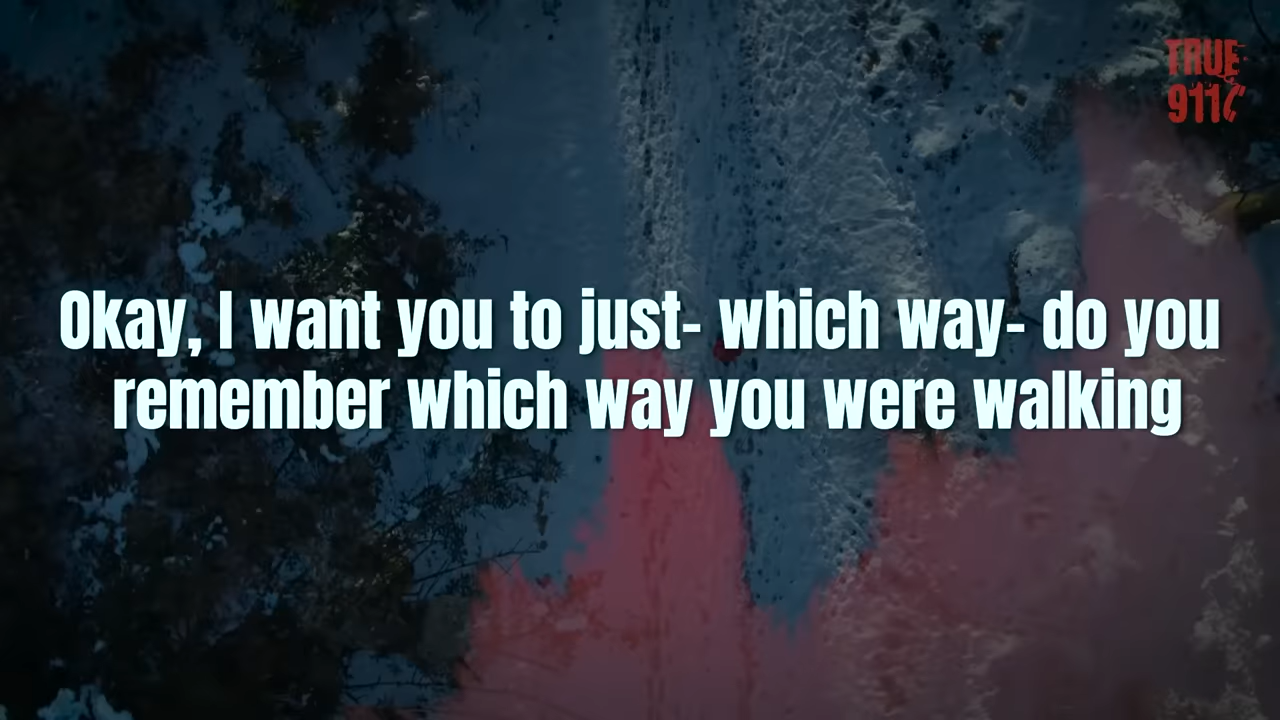 TRUE
911
Okay, I want you to just- which way- do you
remember which way you were walking